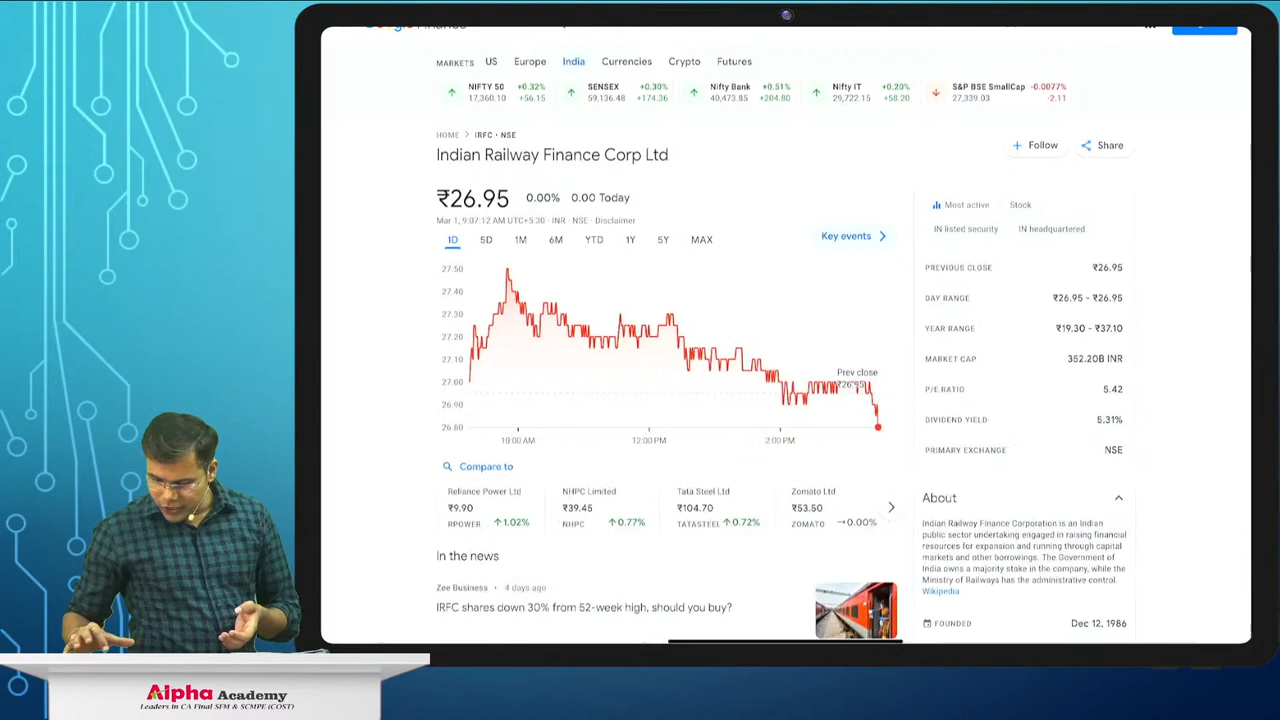 MARKETS US Europe India Currencies Crypto Futures
NIFTY 50 +0.32% SENSEX +0.30% Nifty Bank +0.51% Nifty IT +0.20% S&P BSE SmallCap -0.0077%
17,360.10 +56.15 59,136.48 +174.36 40,473.85 +204.80 29,722.15 +58.20 27,339.03 -2.11
HOME > IRFC • NSE
Indian Railway Finance Corp Ltd
+ Follow Share
₹26.95 0.00% 0.00 Today
Mar 1, 9:07:12 AM UTC+5:30 · INR · NSE · Disclaimer
1D 5D 1M 6M YTD 1Y 5Y MAX
Key events >
27.50
27.40
27.30
27.20
27.10
27.00
26.90
26.80
Prev close
₹26.95
10:00 AM 12:00 PM 2:00 PM
Most active Stock
IN listed security IN headquartered
PREVIOUS CLOSE ₹26.95
DAY RANGE ₹26.95 - ₹26.95
YEAR RANGE ₹19.30 - ₹37.10
MARKET CAP 352.20B INR
P/E RATIO 5.42
DIVIDEND YIELD 5.31%
PRIMARY EXCHANGE NSE
Compare to
Reliance Power Ltd NHPC Limited Tata Steel Ltd Zomato Ltd
₹9.90 ₹39.45 ₹104.70 ₹53.50
RPOWER ↑1.02% NHPC ↑0.77% TATASTEEL ↑0.72% ZOMATO →0.00%
In the news
Zee Business • 4 days ago
IRFC shares down 30% from 52-week high, should you buy?
About
Indian Railway Finance Corporation is an Indian
public sector undertaking engaged in raising financial
resources for expansion and running through capital
markets and other borrowings. The Government of
India owns a majority stake in the company, while the
Ministry of Railways has the administrative control.
Wikipedia
FOUNDED Dec 12, 1986
Alpha Academy
Leaders in CA Final SFM & SCMPE (COST)